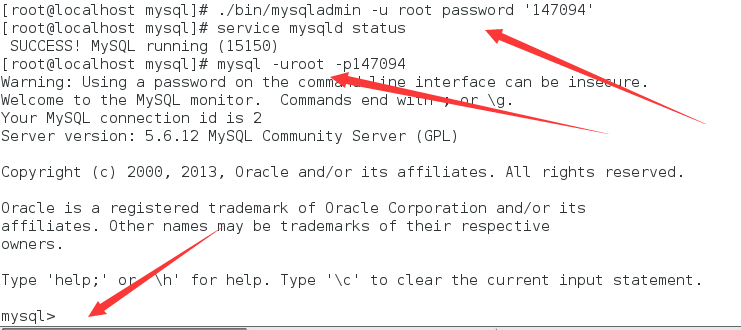 [root@localhost mysql]# ./bin/mysqladmin -u root password '147094'
[root@localhost mysql]# service mysqld status
SUCCESS! MySQL running (15150)
[root@localhost mysql]# mysql -uroot -p147094
Warning: Using a password on the command line interface can be insecure.
Welcome to the MySQL monitor.  Commands end with ; or \g.
Your MySQL connection id is 2
Server version: 5.6.12 MySQL Community Server (GPL)
Copyright (c) 2000, 2013, Oracle and/or its affiliates. All rights reserved.
Oracle is a registered trademark of Oracle Corporation and/or its
affiliates. Other names may be trademarks of their respective
owners.
Type 'help;' or '\h' for help. Type '\c' to clear the current input statement.
mysql>